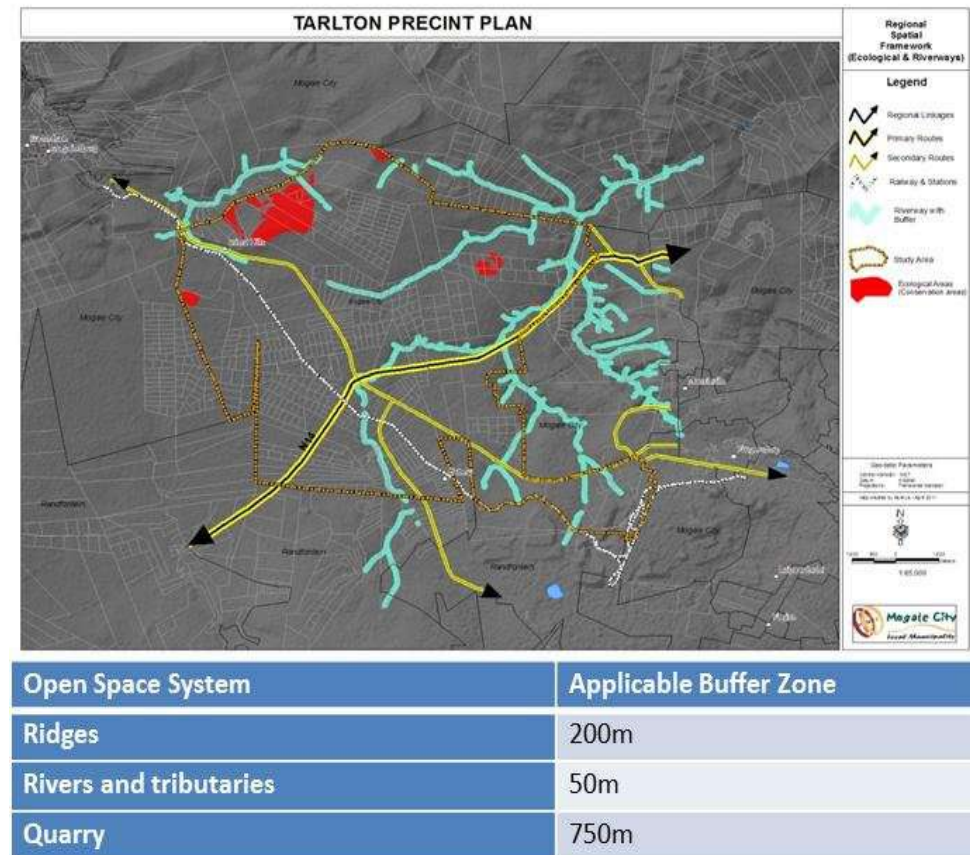 TARLTON PRECINT PLAN
Regional
Spatial
Framework
(Ecological & Riverways)
Legend
Regional Linkages
Primary Routes
Secondary Routes
Railway & Stations
Riverway with
Buffer
Study Area
Ecological Areas
(Conservation areas)
Mogale City
Mogale City
Mogale City
Mogale City
Mogale City
N14
Randfontein
Randfontein
Randfontein
N
1:65,000
Mogale City
Local Municipality
Open Space System
Applicable Buffer Zone
Ridges
200m
Rivers and tributaries
50m
Quarry
750m